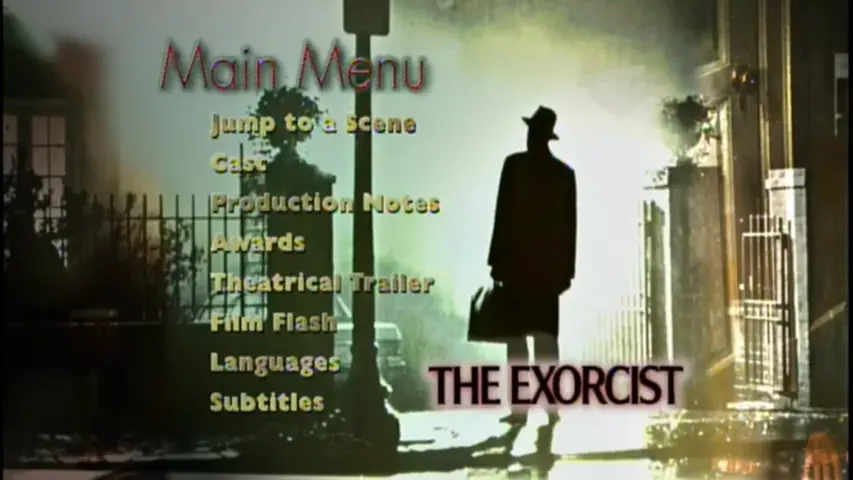 Main Menu
Jump to a Scene
Cast
Production Notes
Awards
Theatrical Trailer
Film Flash
Languages
Subtitles
THE EXORCIST